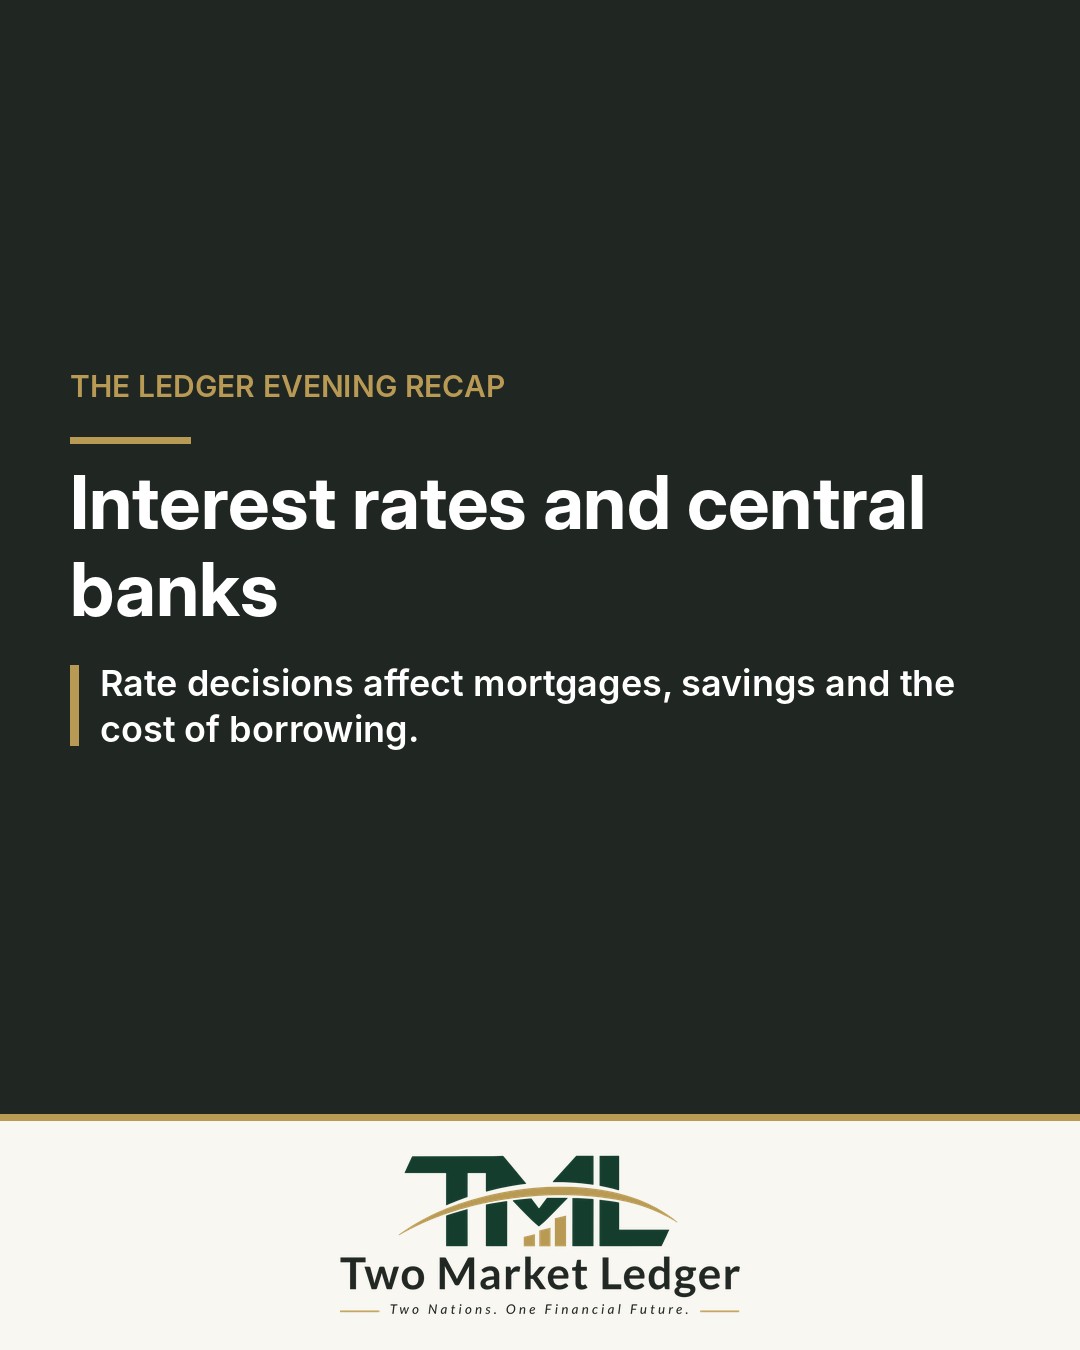 THE LEDGER EVENING RECAP
Interest rates and central
banks
Rate decisions affect mortgages, savings and the
cost of borrowing.
TML
Two Market Ledger
Two Nations. One Financial Future.